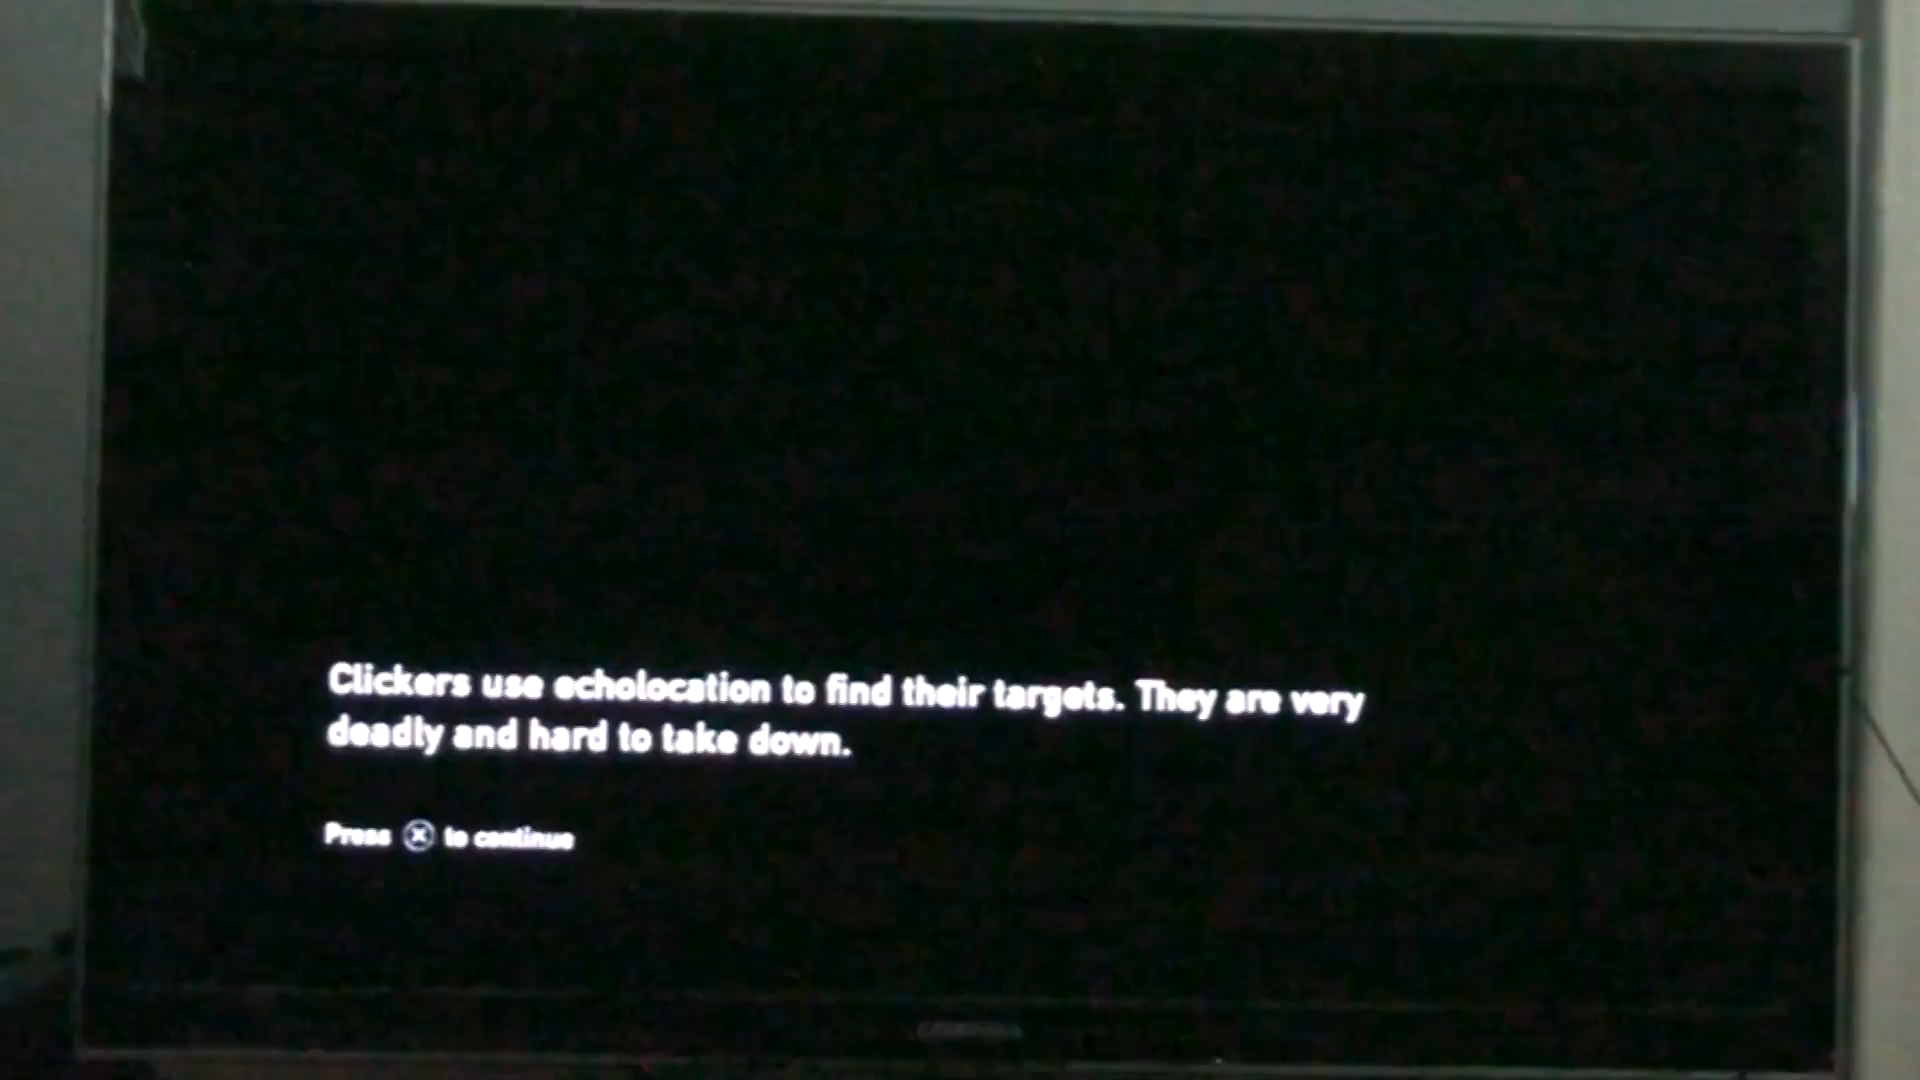 Clickers use echolocation to find their targets. They are very
deadly and hard to take down.
Press ⓧ to continue